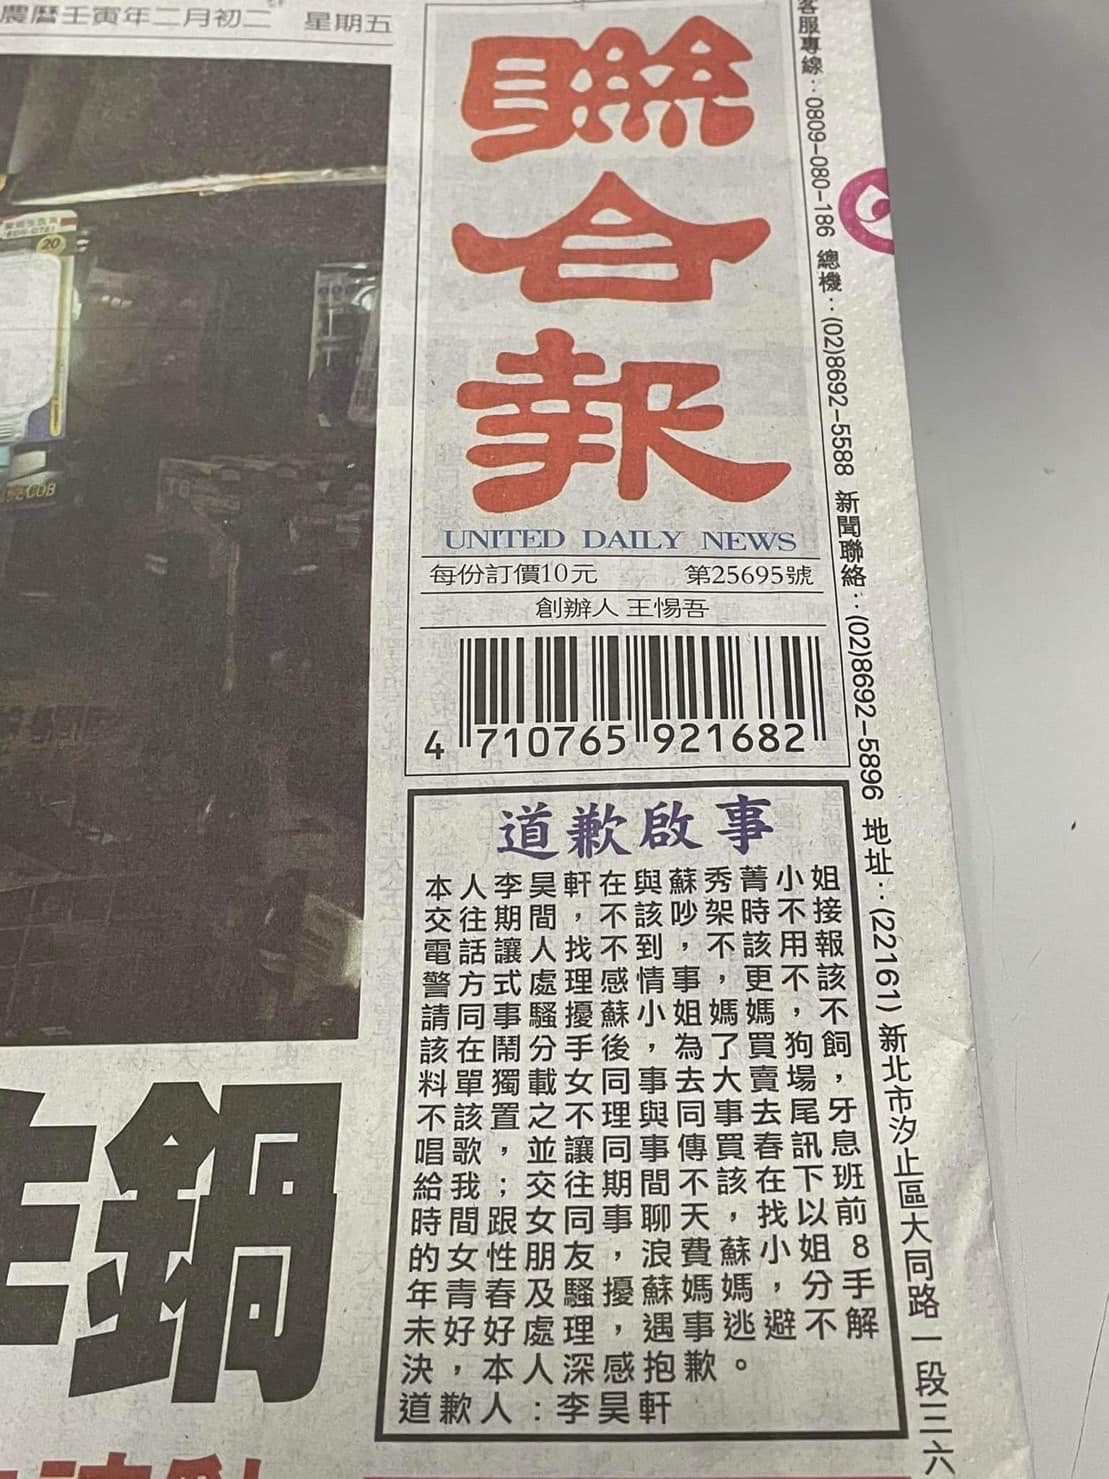 農曆壬寅年二月初二 星期五
聯合報
UNITED DAILY NEWS
每份訂價10元 第25695號
創辦人 王惕吾
4 710765 921682
客服專線：0809-080-186 總機：(02)8692-5588 新聞聯絡：(02)8692-5896 地址：(22161)新北市汐止區大同路一段三六
道歉啟事
本人李昊軒在與蘇秀菁小姐
交往期間，不該吵架時不接
電話讓人找不到，不該用報
警方式處理感情事，更不該
請同事騷擾蘇小姐媽媽，不
該在鬧分手後，為了買狗飼
料單獨載女同事去大賣場，
不該置之不理與同事去尾牙
唱歌，並讓同事傳買春訊息
給我；交往期間不該在下班
時間跟女同事聊天，找以前
的女性朋友，浪費蘇小姐8
年青春及騷擾蘇媽媽，分手
未好好處理，遇事逃避不解
決，本人深感抱歉。
道歉人：李昊軒
鍋